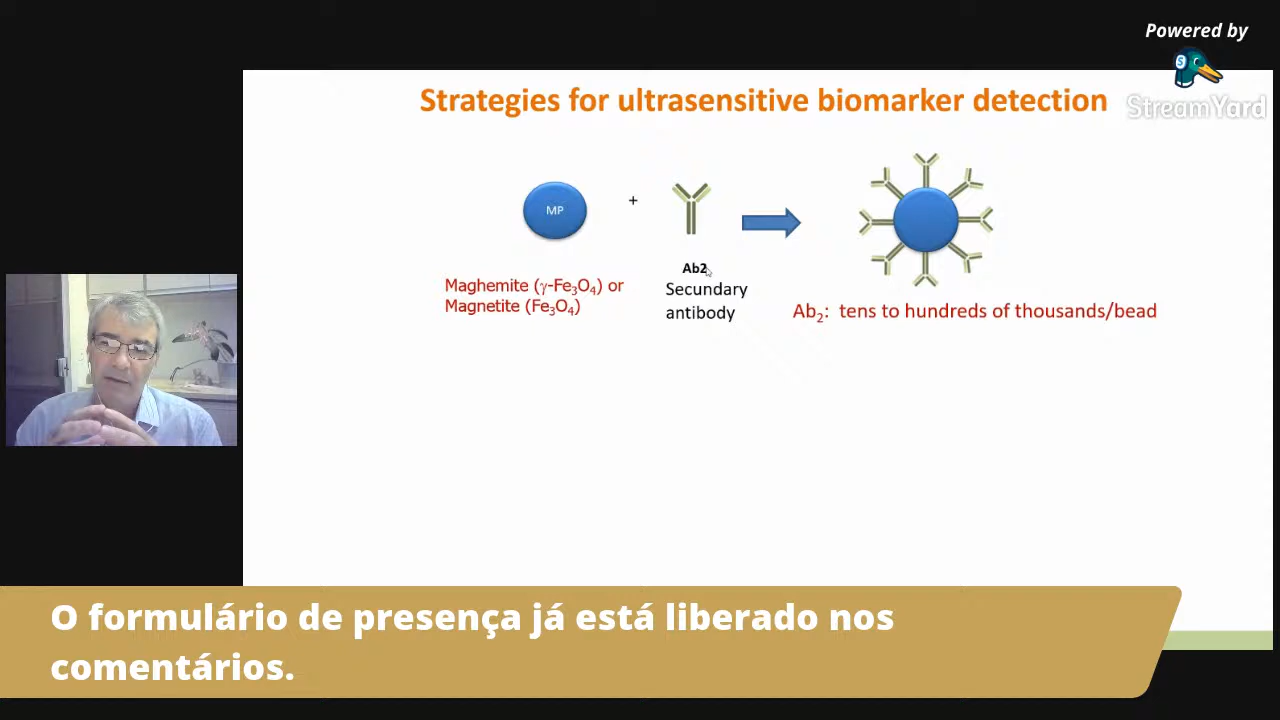 Powered by
StreamYard
Strategies for ultrasensitive biomarker detection
MP
+
Ab2
Maghemite (γ-Fe₃O₄) or
Magnetite (Fe₃O₄)
Secundary
antibody
Ab₂: tens to hundreds of thousands/bead
O formulário de presença já está liberado nos
comentários.